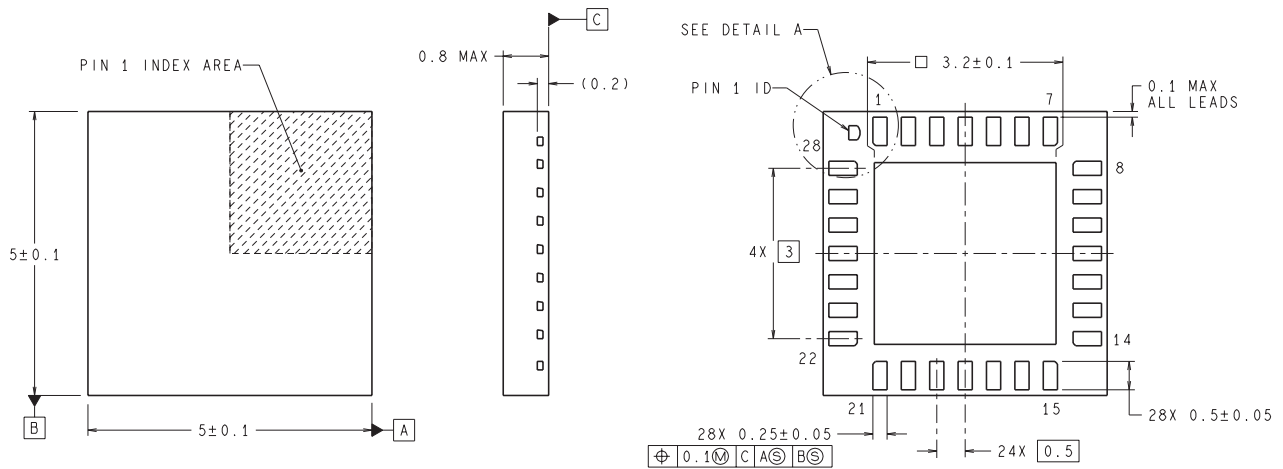 PIN 1 INDEX AREA
5±0.1
B
5±0.1
A
C
0.8 MAX
(0.2)
SEE DETAIL A
□ 3.2±0.1
PIN 1 ID
1
7
0.1 MAX
ALL LEADS
28
8
4X 3
22
14
21
15
28X 0.5±0.05
28X 0.25±0.05
⌖ 0.1Ⓜ C AⓈ BⓈ
24X 0.5